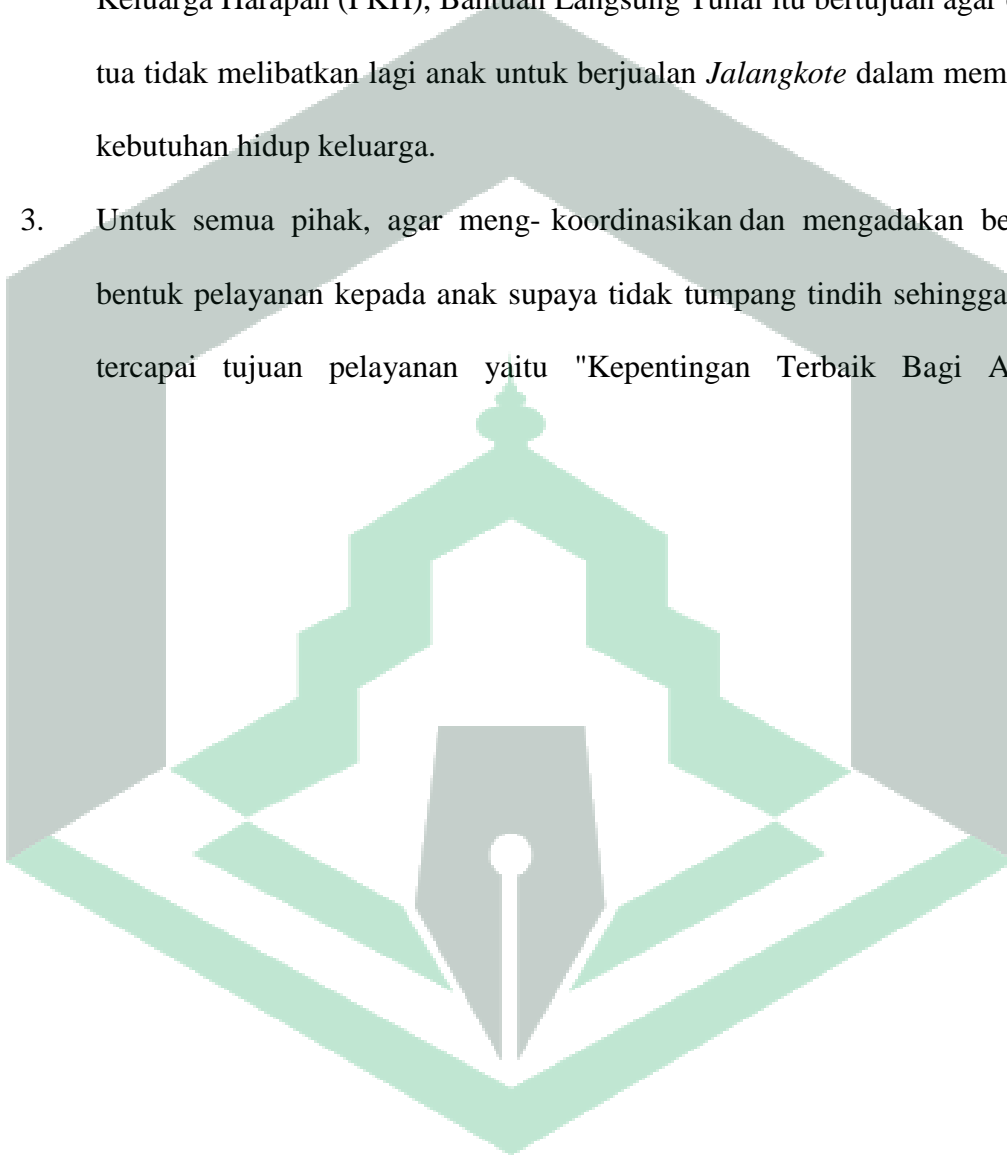 Keluarga Harapan (PKH), Bantuan Langsung Tunai itu bertujuan agar
tua tidak melibatkan lagi anak untuk berjualan Jalangkote dalam mem
kebutuhan hidup keluarga.
3. Untuk semua pihak, agar meng- koordinasikan dan mengadakan be
bentuk pelayanan kepada anak supaya tidak tumpang tindih sehingga
tercapai tujuan pelayanan yaitu "Kepentingan Terbaik Bagi A